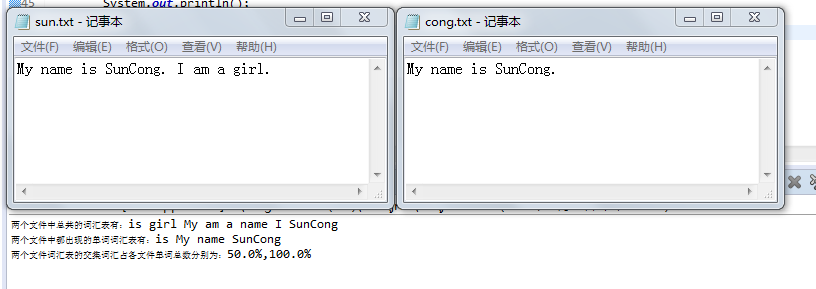 45 System.out.println();
sun.txt - 记事本
文件(F) 编辑(E) 格式(O) 查看(V) 帮助(H)
My name is SunCong. I am a girl.
cong.txt - 记事本
文件(F) 编辑(E) 格式(O) 查看(V) 帮助(H)
My name is SunCong.
两个文件中总共的词汇表有：is girl My am a name I SunCong
两个文件中都出现的单词词汇表有：is My name SunCong
两个文件词汇表的交集词汇占各文件单词总数分别为：50.0%,100.0%